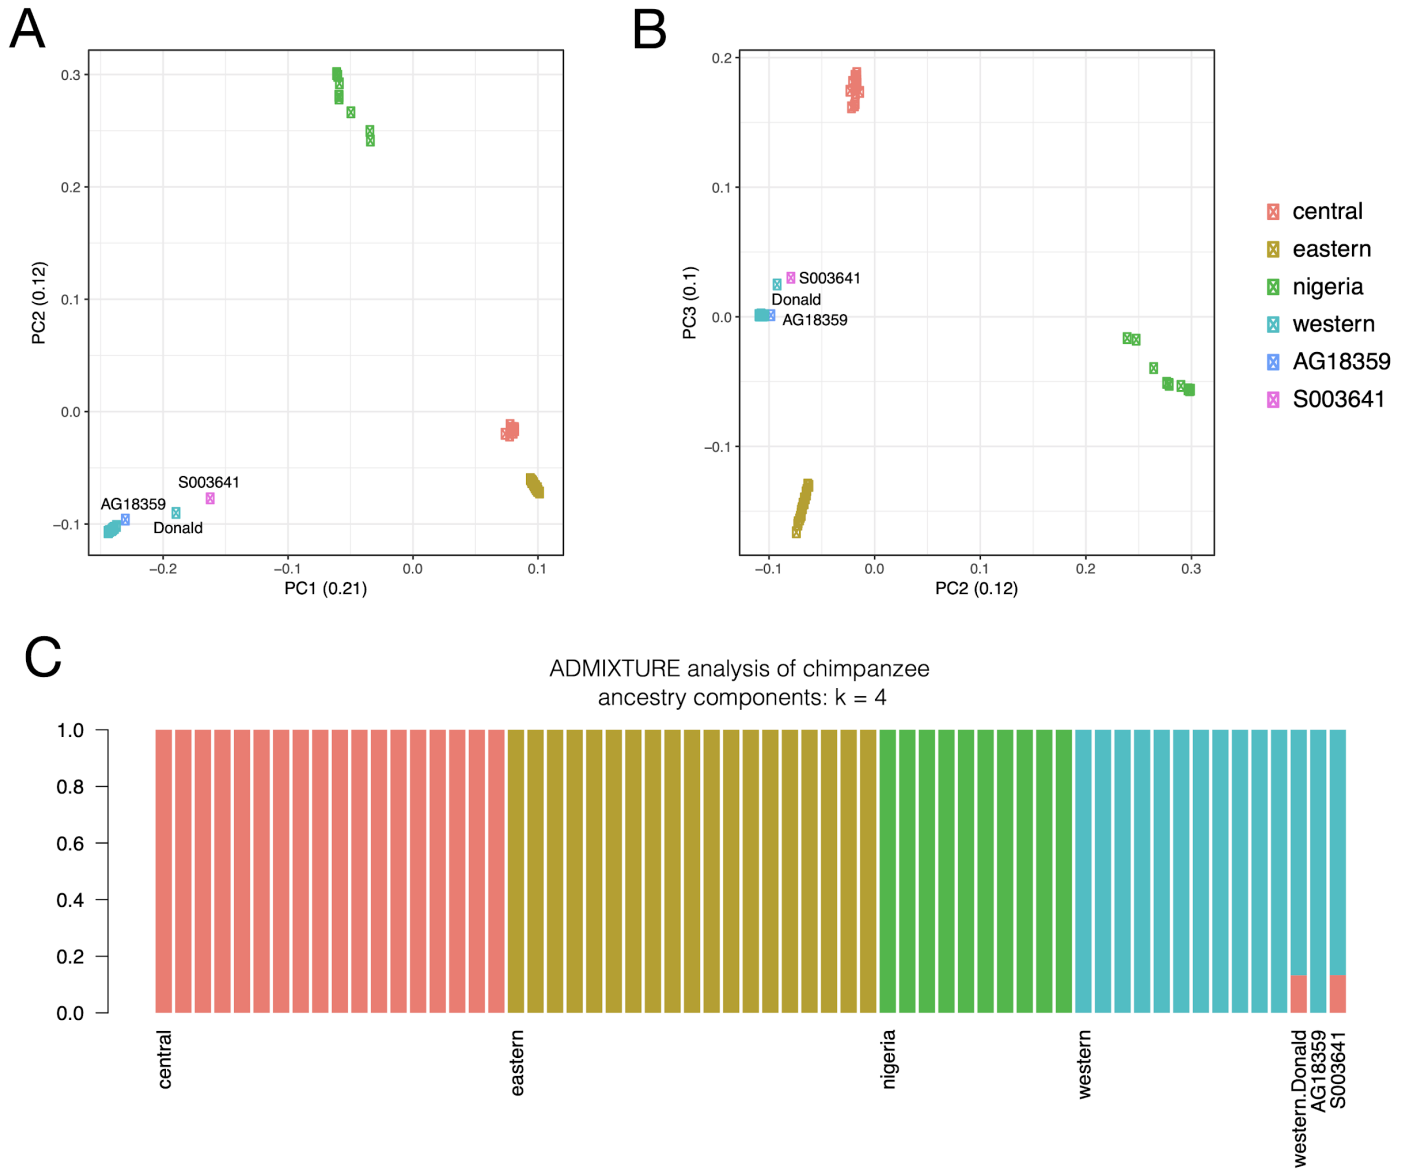 A
0.3
0.2
0.1
0.0
−0.1
PC2 (0.12)
S003641
AG18359
Donald
−0.2
−0.1
0.0
0.1
PC1 (0.21)
B
0.2
0.1
0.0
−0.1
PC3 (0.1)
S003641
Donald
AG18359
−0.1
0.0
0.1
0.2
0.3
PC2 (0.12)
central
eastern
nigeria
western
AG18359
S003641
C
ADMIXTURE analysis of chimpanzee
ancestry components: k = 4
1.0
0.8
0.6
0.4
0.2
0.0
central
eastern
nigeria
western
western.Donald
AG18359
S003641